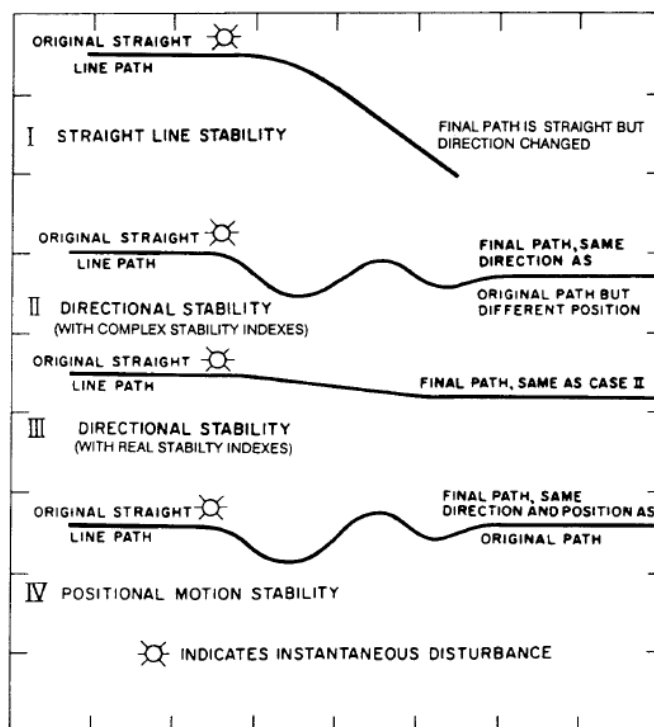 ORIGINAL STRAIGHT
LINE PATH
I STRAIGHT LINE STABILITY
FINAL PATH IS STRAIGHT BUT
DIRECTION CHANGED
ORIGINAL STRAIGHT
LINE PATH
FINAL PATH, SAME
DIRECTION AS
ORIGINAL PATH BUT
DIFFERENT POSITION
II DIRECTIONAL STABILITY
(WITH COMPLEX STABILITY INDEXES)
ORIGINAL STRAIGHT
LINE PATH
FINAL PATH, SAME AS CASE II
III DIRECTIONAL STABILITY
(WITH REAL STABILTY INDEXES)
ORIGINAL STRAIGHT
LINE PATH
FINAL PATH, SAME
DIRECTION AND POSITION AS
ORIGINAL PATH
IV POSITIONAL MOTION STABILITY
INDICATES INSTANTANEOUS DISTURBANCE